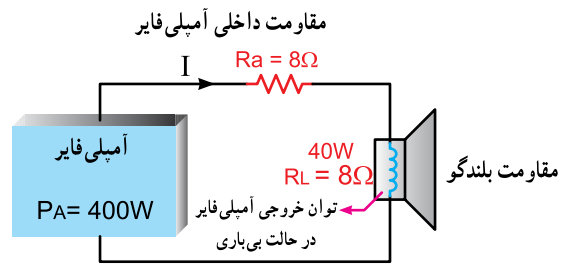 مقاومت داخلی آمپلی‌فایر
Ra = 8Ω
I
آمپلی‌فایر
PA= 400W
40W
RL = 8Ω
مقاومت بلندگو
توان خروجی آمپلی‌فایر
در حالت بی‌باری